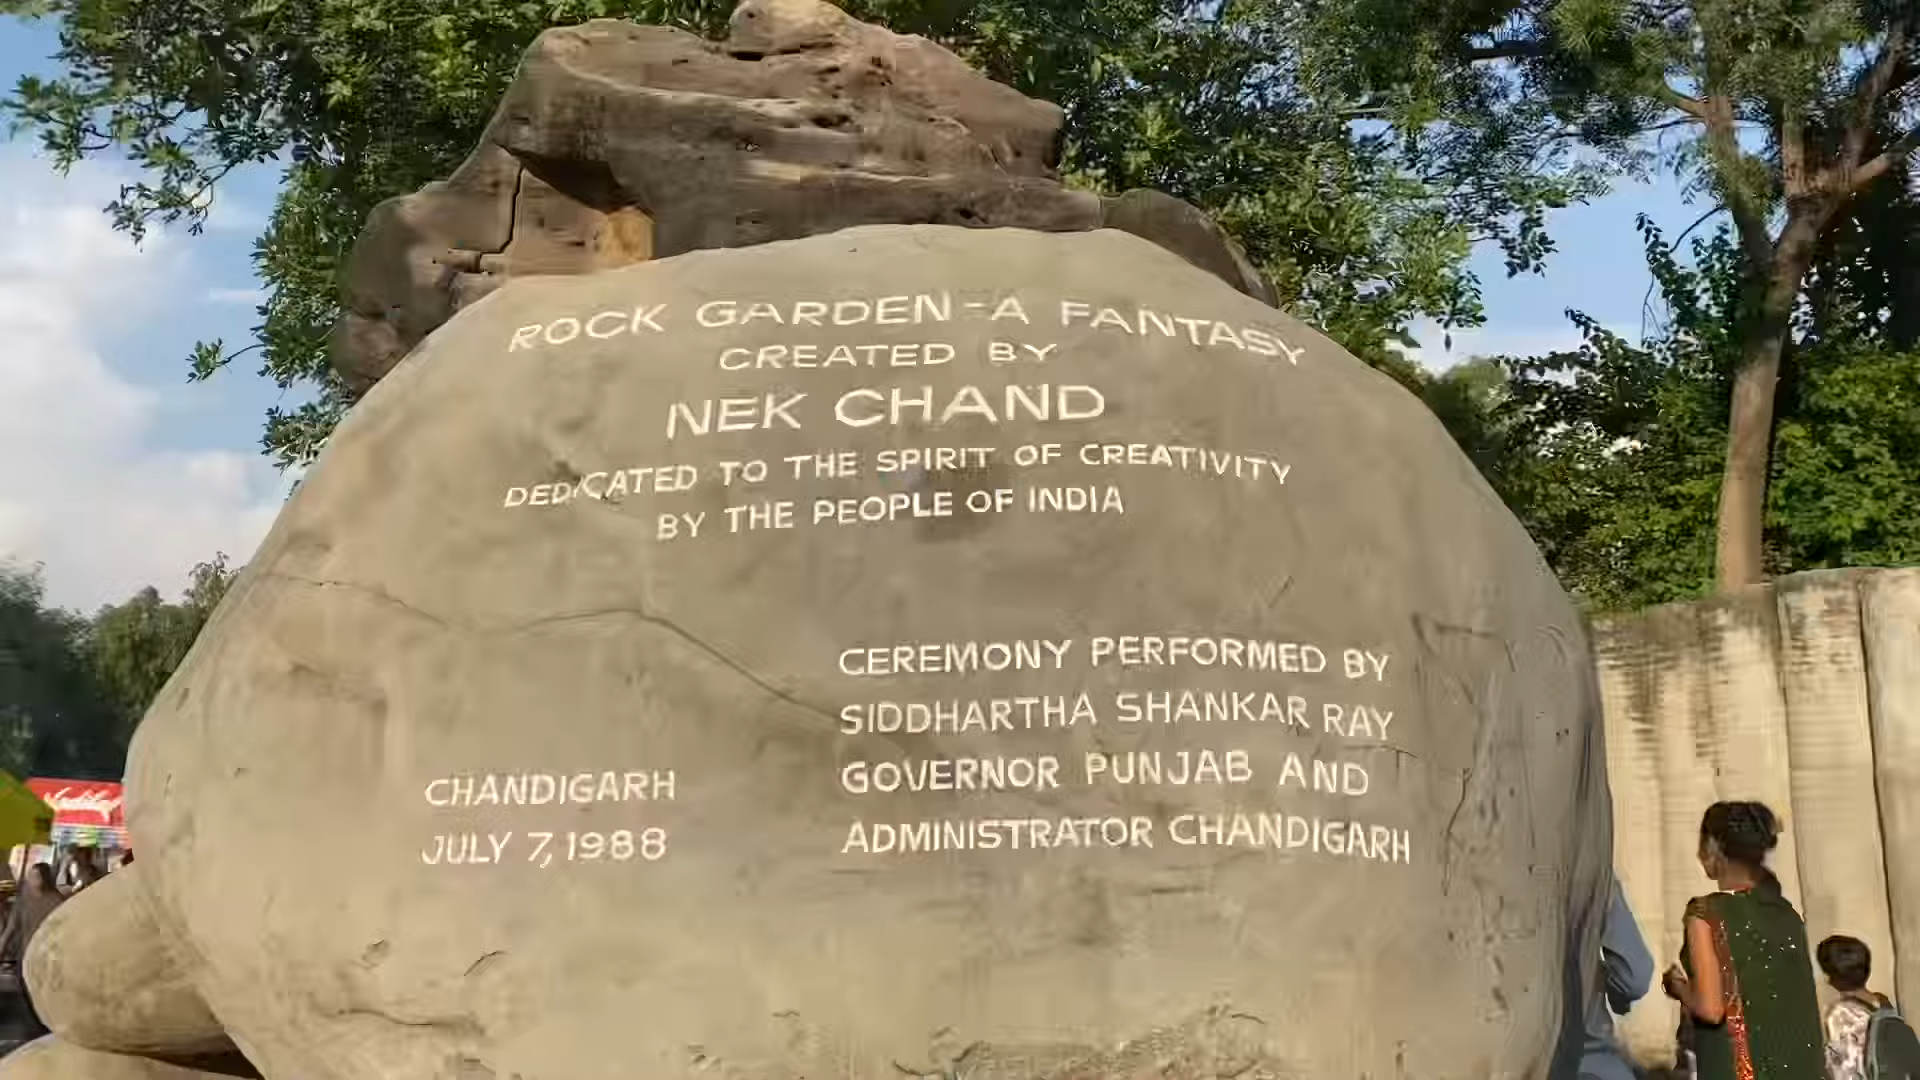 ROCK GARDEN-A FANTASY
CREATED BY
NEK CHAND
DEDICATED TO THE SPIRIT OF CREATIVITY
BY THE PEOPLE OF INDIA
CEREMONY PERFORMED BY
SIDDHARTHA SHANKAR RAY
GOVERNOR PUNJAB AND
ADMINISTRATOR CHANDIGARH
CHANDIGARH
JULY 7, 1988